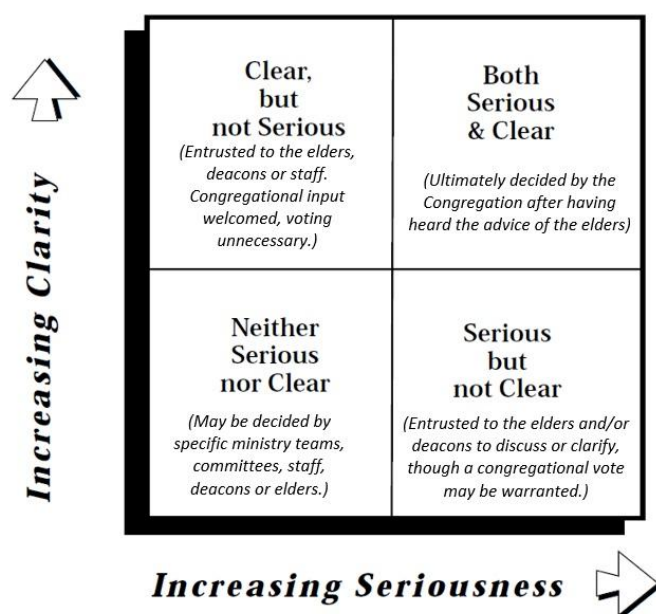 Clear,
but
not Serious
(Entrusted to the elders,
deacons or staff.
Congregational input
welcomed, voting
unnecessary.)
Both
Serious
& Clear
(Ultimately decided by the
Congregation after having
heard the advice of the elders)
Neither
Serious
nor Clear
(May be decided by
specific ministry teams,
committees, staff,
deacons or elders.)
Serious
but
not Clear
(Entrusted to the elders and/or
deacons to discuss or clarify,
though a congregational vote
may be warranted.)
Increasing Clarity
Increasing Seriousness